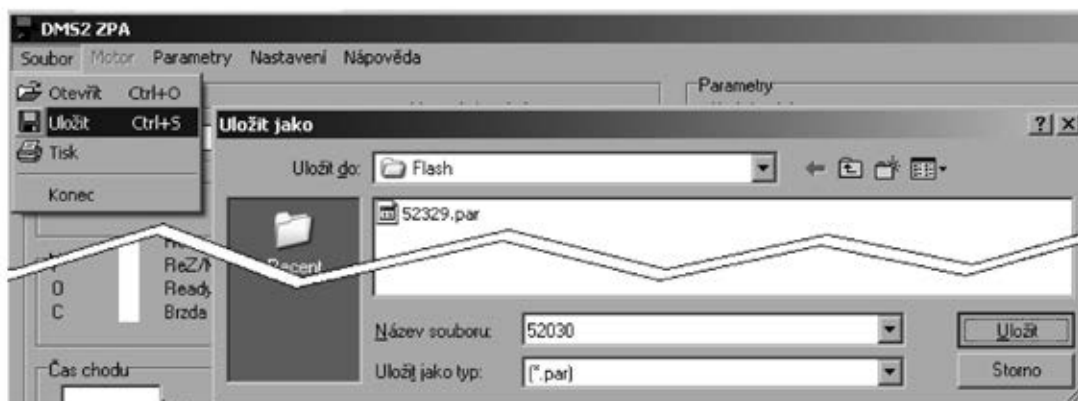 DMS2 ZPA
Soubor Motor Parametry Nastavení Nápověda
Otevřít Ctrl+O
Uložit Ctrl+S
Tisk
Konec
Parametry
Uložit jako
Uložit do: Flash
52329.par
Recent
ReZ/
O Ready
C Brzda
Název souboru: 52030 Uložit
Uložit jako typ: (*.par) Storno
Čas chodu